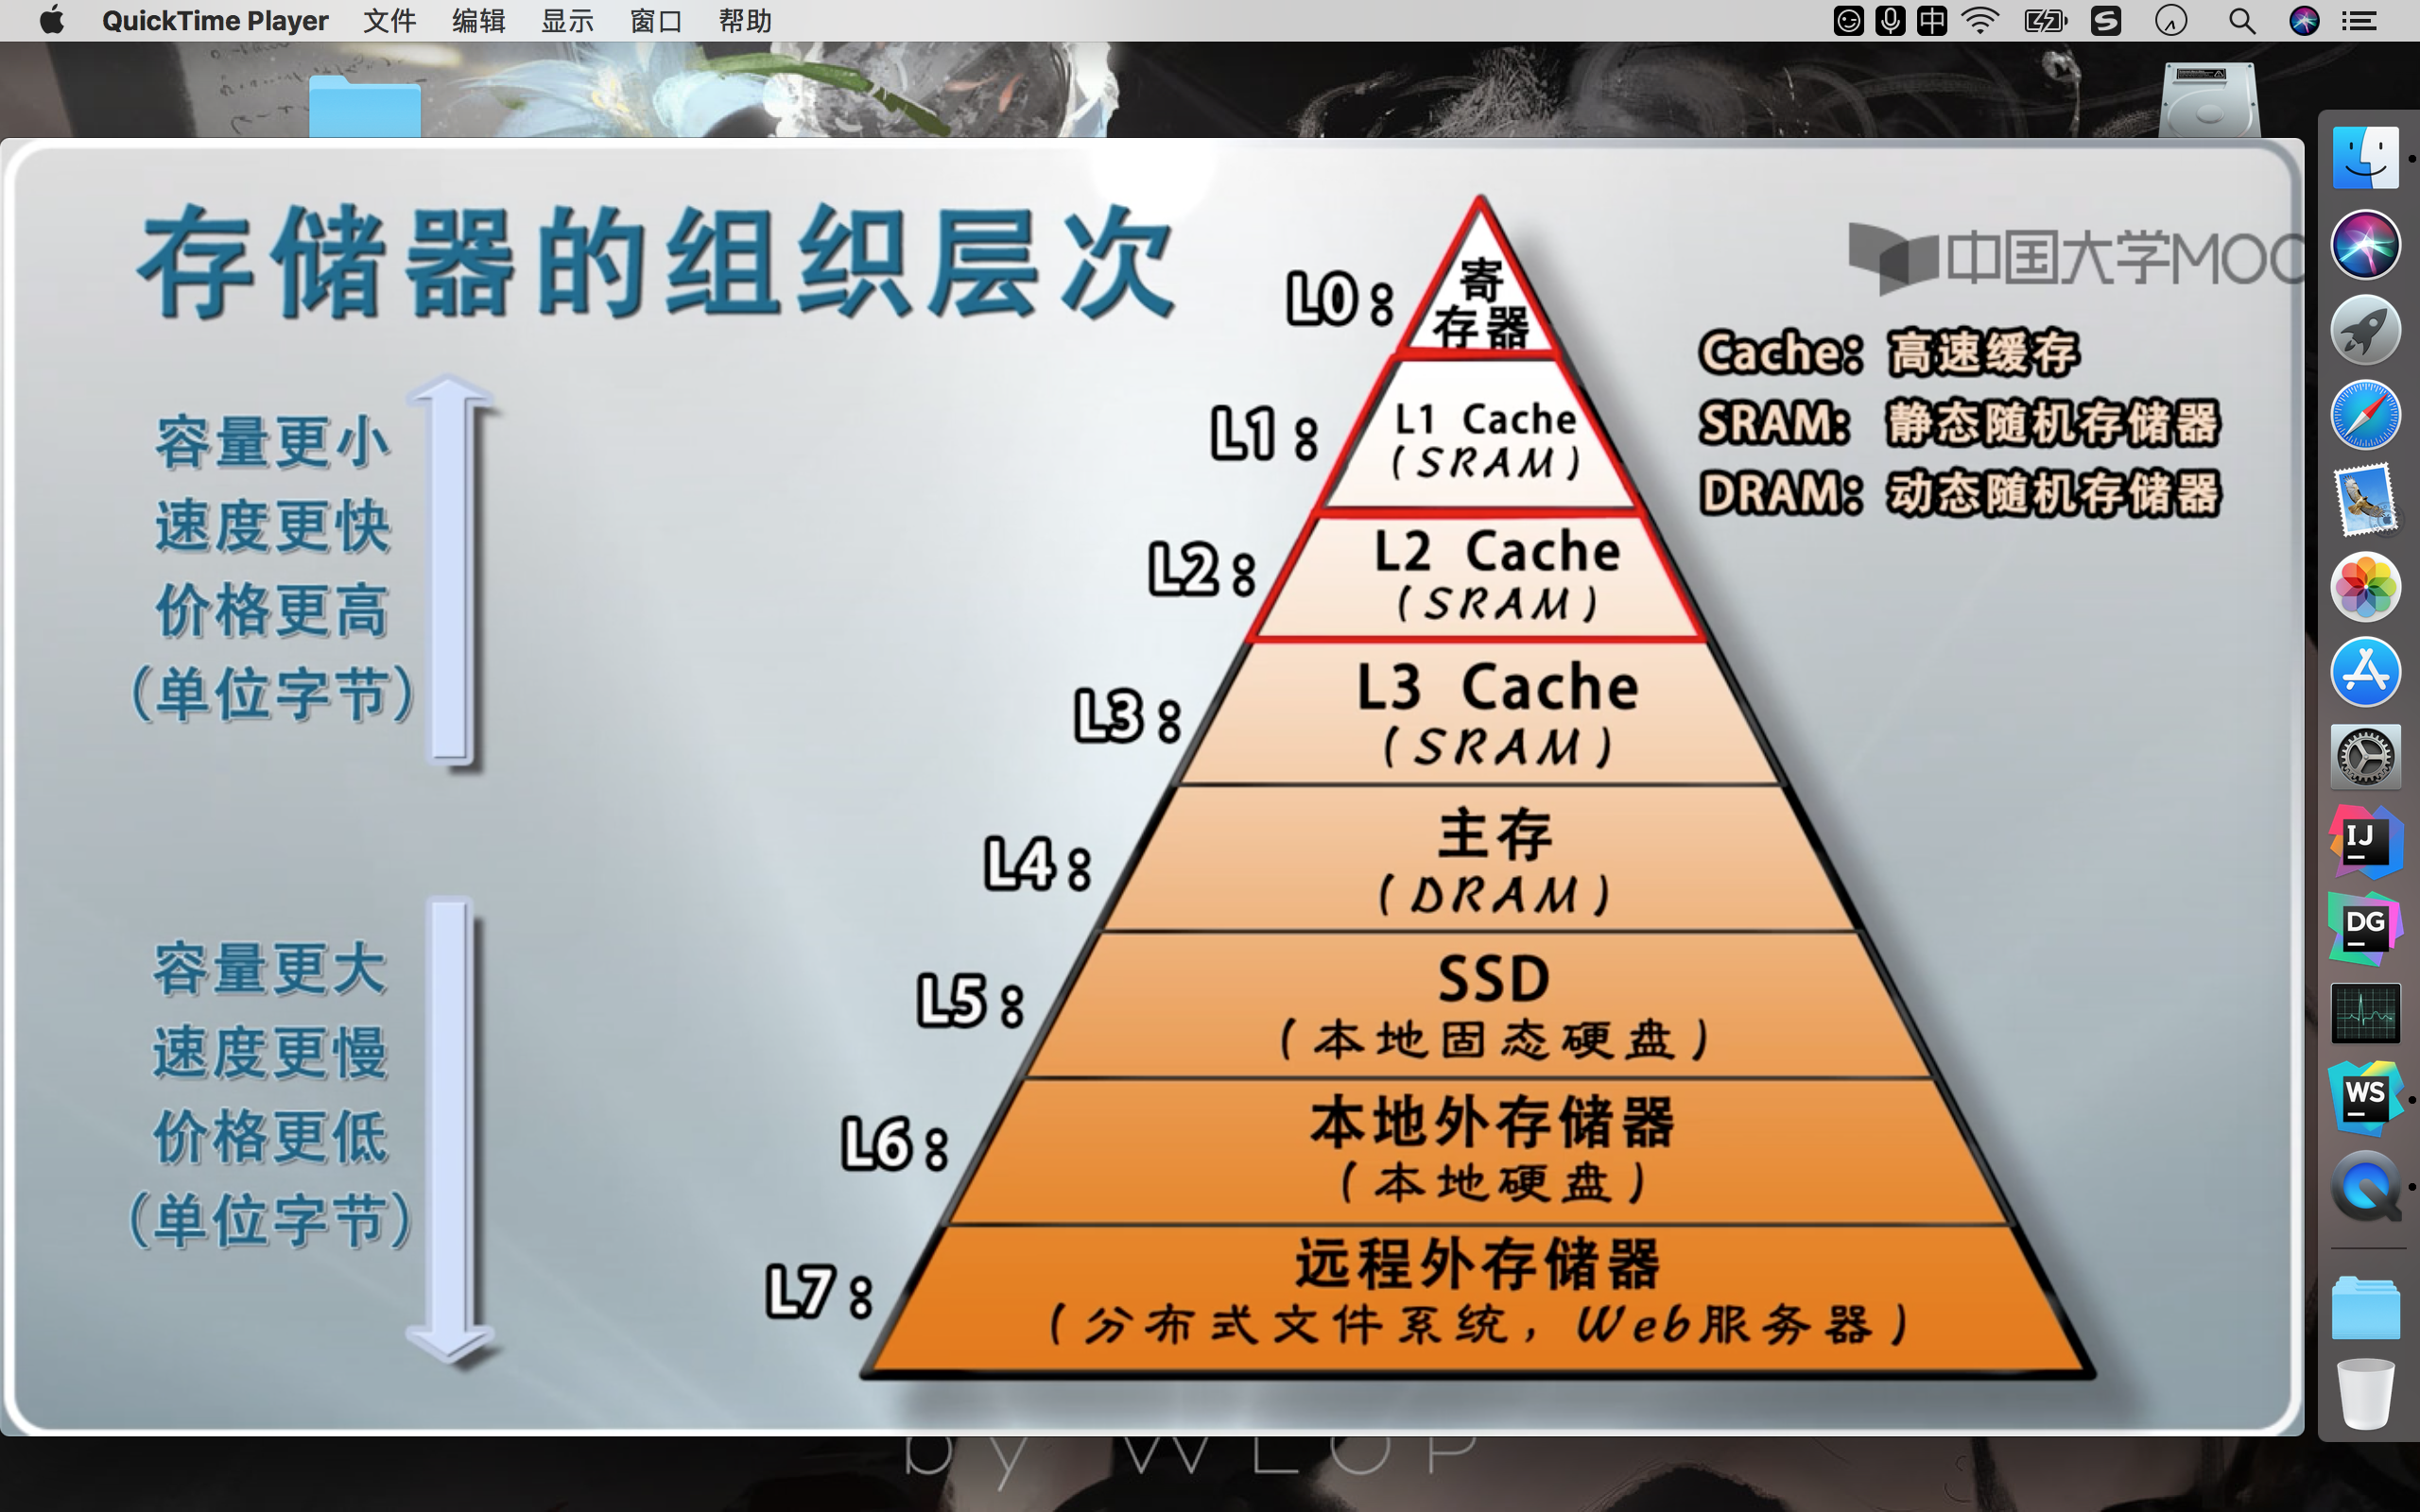 QuickTime Player 文件 编辑 显示 窗口 帮助
中
存储器的组织层次
中国大学MOC
容量更小
速度更快
价格更高
（单位字节）
容量更大
速度更慢
价格更低
（单位字节）
L0：
寄
存器
L1：
L1 Cache
（SRAM）
L2：
L2 Cache
（SRAM）
L3：
L3 Cache
（SRAM）
L4：
主存
（DRAM）
L5：
SSD
（本地固态硬盘）
L6：
本地外存储器
（本地硬盘）
L7：
远程外存储器
（分布式文件系统，Web服务器）
Cache：高速缓存
SRAM：静态随机存储器
DRAM：动态随机存储器
IJ
DG
WS
by WLOP